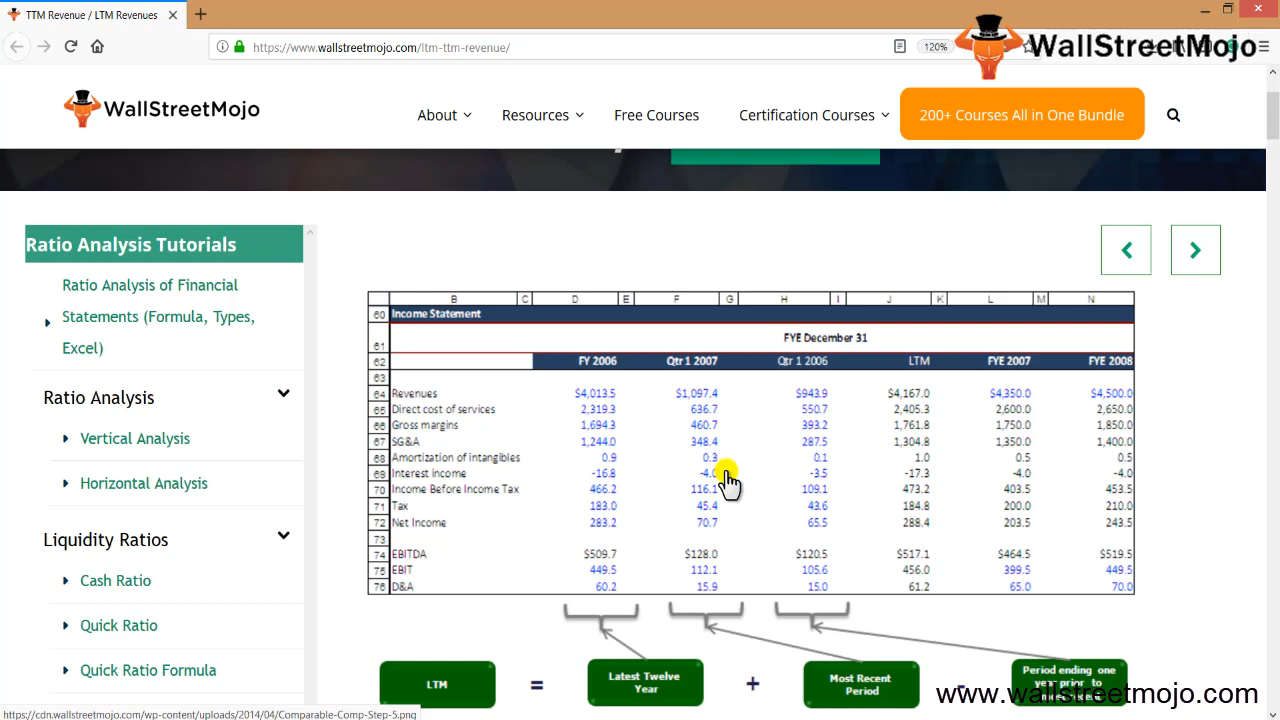 TTM Revenue / LTM Revenues
https://www.wallstreetmojo.com/ltm-ttm-revenue/
120%
WallStreetMojo
WallStreetMojo
About
Resources
Free Courses
Certification Courses
200+ Courses All in One Bundle
Ratio Analysis Tutorials
Ratio Analysis of Financial
Statements (Formula, Types,
Excel)
Ratio Analysis
Vertical Analysis
Horizontal Analysis
Liquidity Ratios
Cash Ratio
Quick Ratio
Quick Ratio Formula
B C D E F G H I J K L M N
60 Income Statement
61 FYE December 31
62 FY 2006 Qtr 1 2007 Qtr 1 2006 LTM FYE 2007 FYE 2008
63
64 Revenues $4,013.5 $1,097.4 $943.9 $4,167.0 $4,350.0 $4,500.0
65 Direct cost of services 2,319.3 636.7 550.7 2,405.3 2,600.0 2,650.0
66 Gross margins 1,694.3 460.7 393.2 1,761.8 1,750.0 1,850.0
67 SG&A 1,244.0 348.4 287.5 1,304.8 1,350.0 1,400.0
68 Amortization of intangibles 0.9 0.3 0.1 1.0 0.5 0.5
69 Interest income -16.8 -4.0 -3.5 -17.3 -4.0 -4.0
70 Income Before Income Tax 466.2 116.1 109.1 473.2 403.5 453.5
71 Tax 183.0 45.4 43.6 184.8 200.0 210.0
72 Net Income 283.2 70.7 65.5 288.4 203.5 243.5
73
74 EBITDA $509.7 $128.0 $120.5 $517.1 $464.5 $519.5
75 EBIT 449.5 112.1 105.6 456.0 399.5 449.5
76 D&A 60.2 15.9 15.0 61.2 65.0 70.0
LTM
=
Latest Twelve
Year
+
Most Recent
Period
-
Period ending one
year prior to
www.wallstreetmojo.com
https://cdn.wallstreetmojo.com/wp-content/uploads/2014/04/Comparable-Comp-Step-5.png